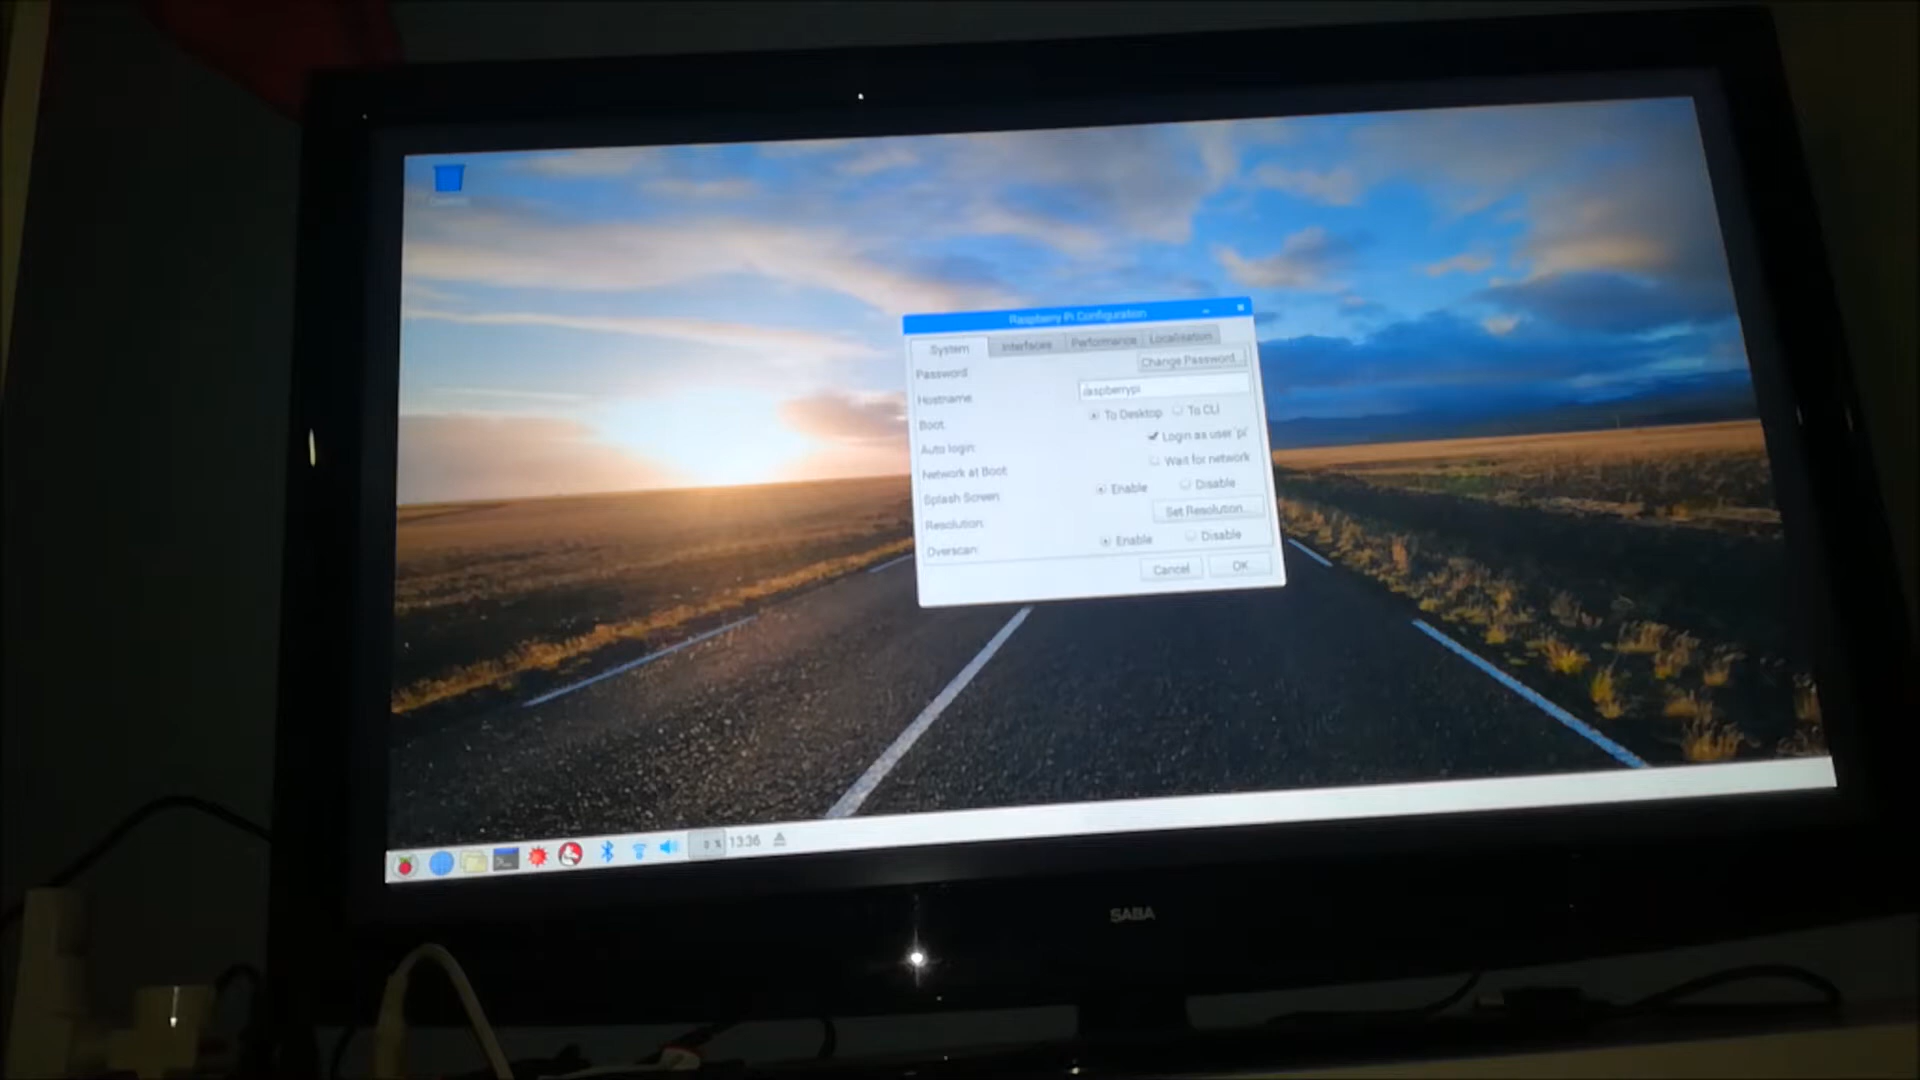 Raspberry Pi Configuration
System Interfaces Performance Localisation
Password: Change Password...
Hostname: raspberrypi
Boot: To Desktop To CLI
Auto login: Login as user 'pi'
Network at Boot: Wait for network
Splash Screen: Enable Disable
Resolution: Set Resolution...
Overscan: Enable Disable
Cancel OK
0 % 13:36
SABA